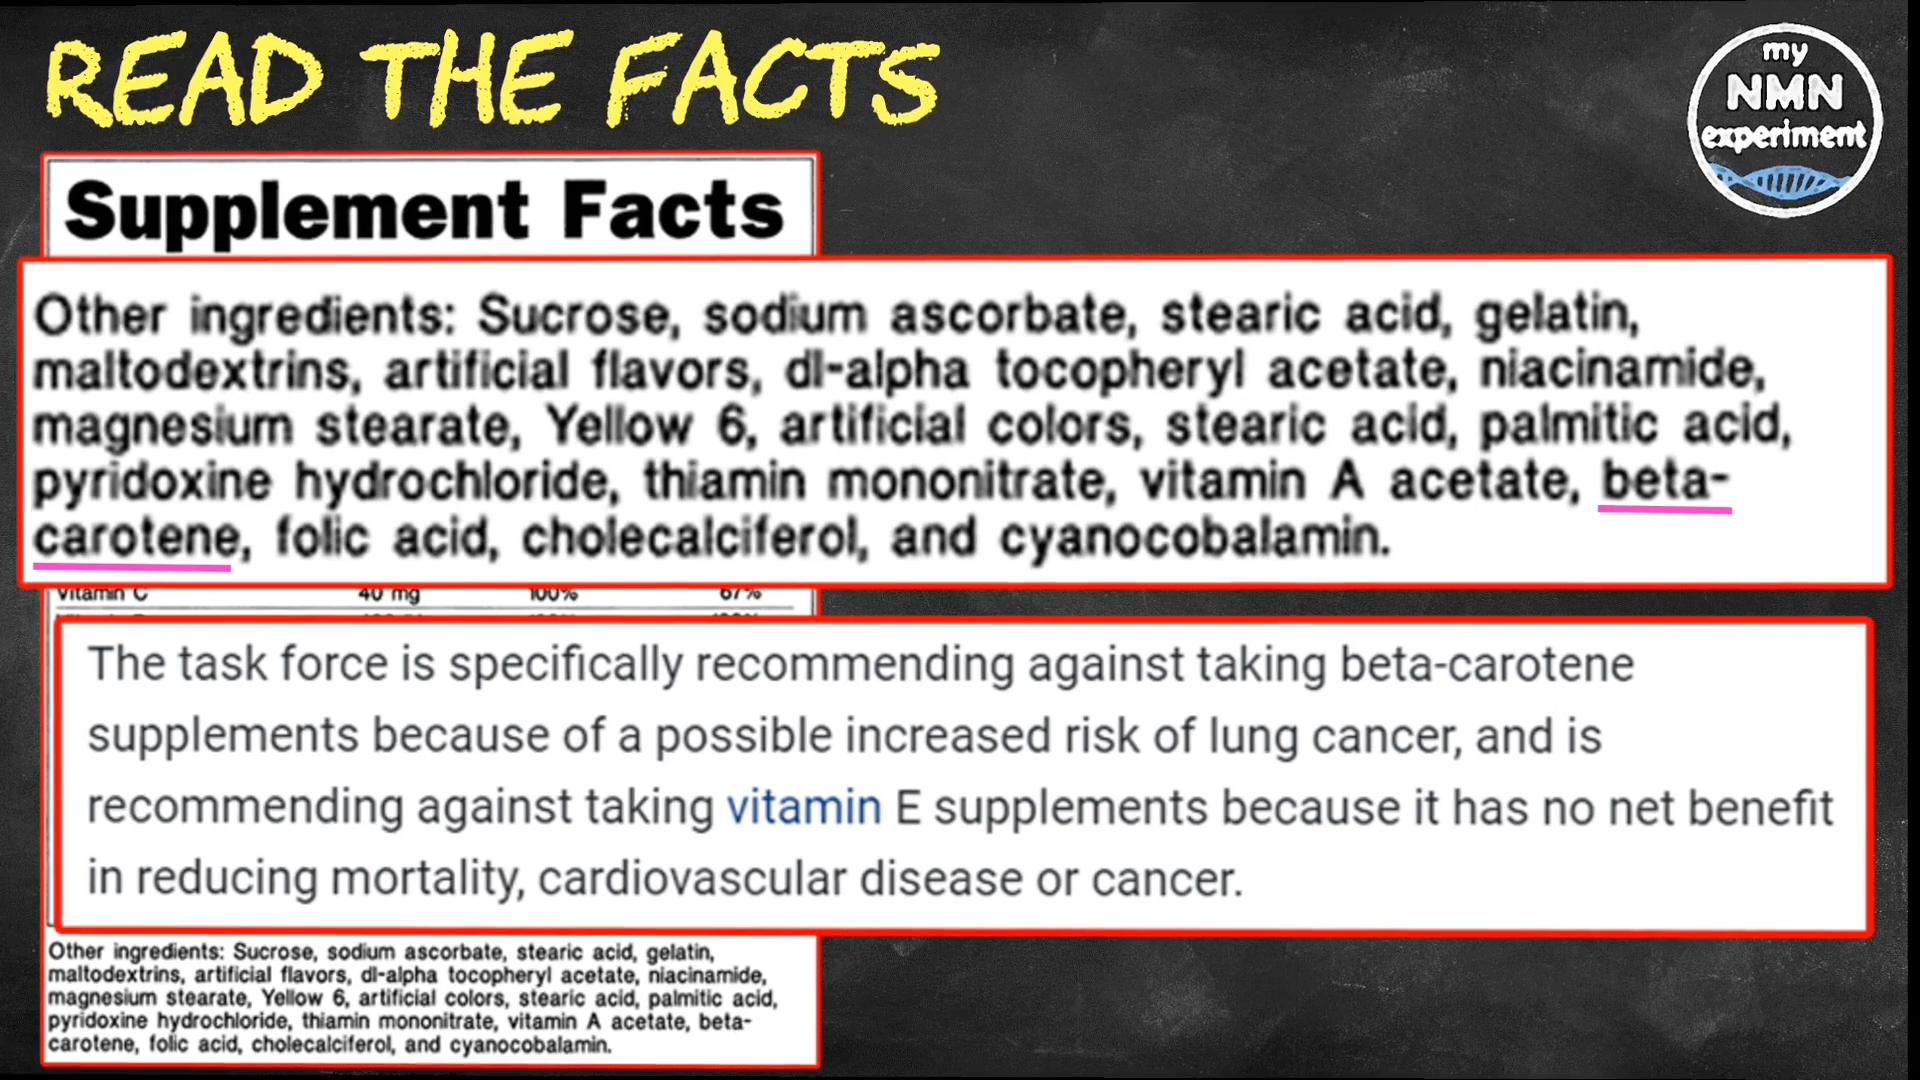 READ THE FACTS
my
NMN
experiment
Supplement Facts
Other ingredients: Sucrose, sodium ascorbate, stearic acid, gelatin,
maltodextrins, artificial flavors, dl-alpha tocopheryl acetate, niacinamide,
magnesium stearate, Yellow 6, artificial colors, stearic acid, palmitic acid,
pyridoxine hydrochloride, thiamin mononitrate, vitamin A acetate, beta-
carotene, folic acid, cholecalciferol, and cyanocobalamin.
Vitamin C 40 mg 100% 67%
The task force is specifically recommending against taking beta-carotene
supplements because of a possible increased risk of lung cancer, and is
recommending against taking vitamin E supplements because it has no net benefit
in reducing mortality, cardiovascular disease or cancer.
Other ingredients: Sucrose, sodium ascorbate, stearic acid, gelatin,
maltodextrins, artificial flavors, dl-alpha tocopheryl acetate, niacinamide,
magnesium stearate, Yellow 6, artificial colors, stearic acid, palmitic acid,
pyridoxine hydrochloride, thiamin mononitrate, vitamin A acetate, beta-
carotene, folic acid, cholecalciferol, and cyanocobalamin.